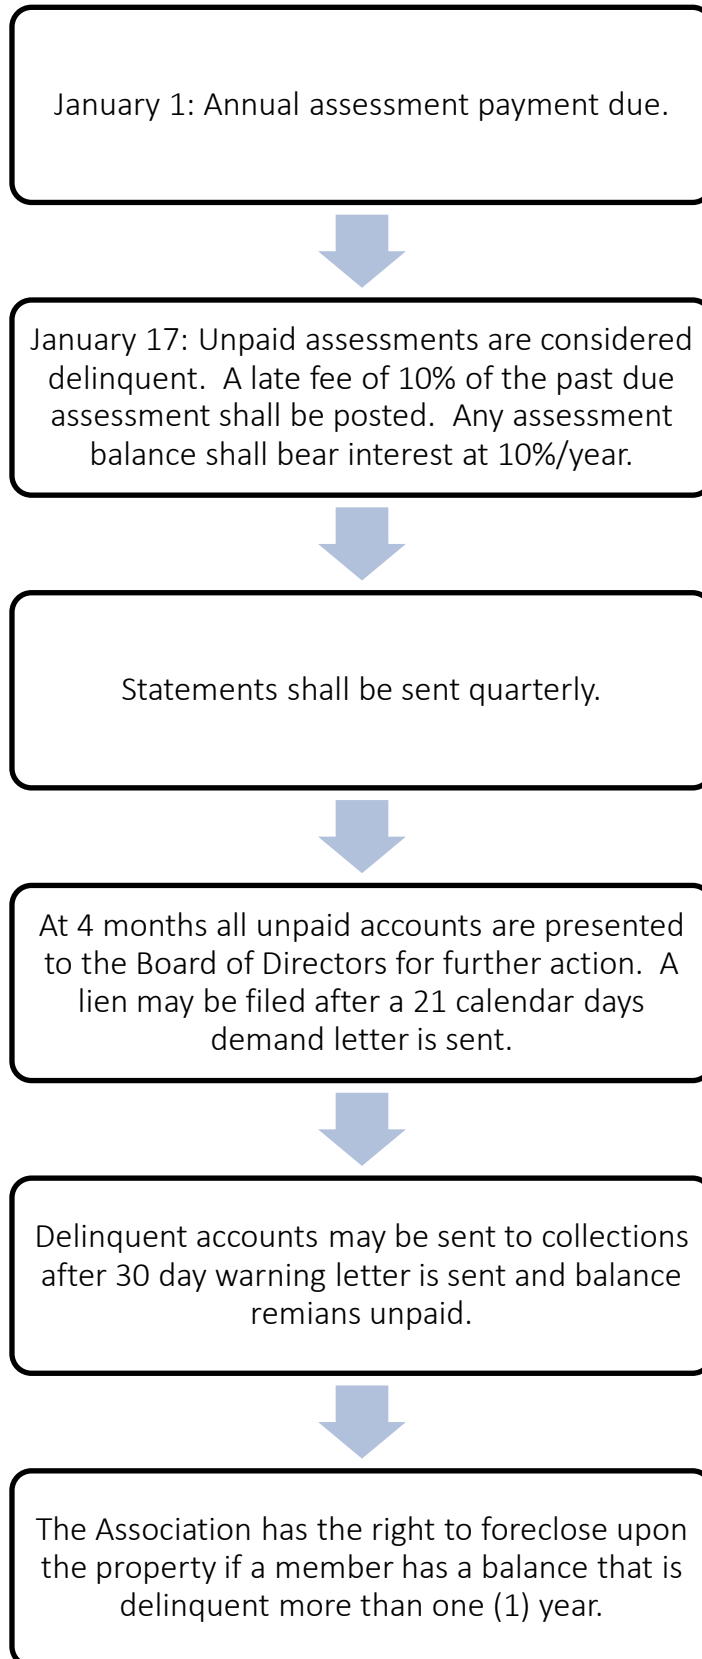 January 1: Annual assessment payment due.
January 17: Unpaid assessments are considered
delinquent.  A late fee of 10% of the past due
assessment shall be posted.  Any assessment
balance shall bear interest at 10%/year.
Statements shall be sent quarterly.
At 4 months all unpaid accounts are presented
to the Board of Directors for further action.  A
lien may be filed after a 21 calendar days
demand letter is sent.
Delinquent accounts may be sent to collections
after 30 day warning letter is sent and balance
remians unpaid.
The Association has the right to foreclose upon
the property if a member has a balance that is
delinquent more than one (1) year.